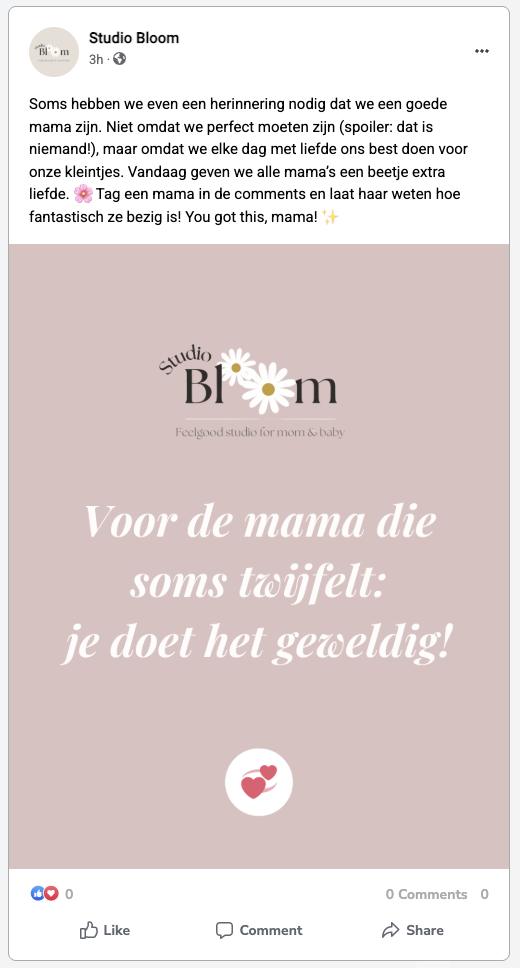 Studio Bloom
3h ·
Soms hebben we even een herinnering nodig dat we een goede
mama zijn. Niet omdat we perfect moeten zijn (spoiler: dat is
niemand!), maar omdat we elke dag met liefde ons best doen voor
onze kleintjes. Vandaag geven we alle mama's een beetje extra
liefde. 🌸 Tag een mama in de comments en laat haar weten hoe
fantastisch ze bezig is! You got this, mama! ✨
Studio
Bloom
Feelgood studio for mom & baby
Voor de mama die
soms twijfelt:
je doet het geweldig!
0 0 Comments 0
Like Comment Share